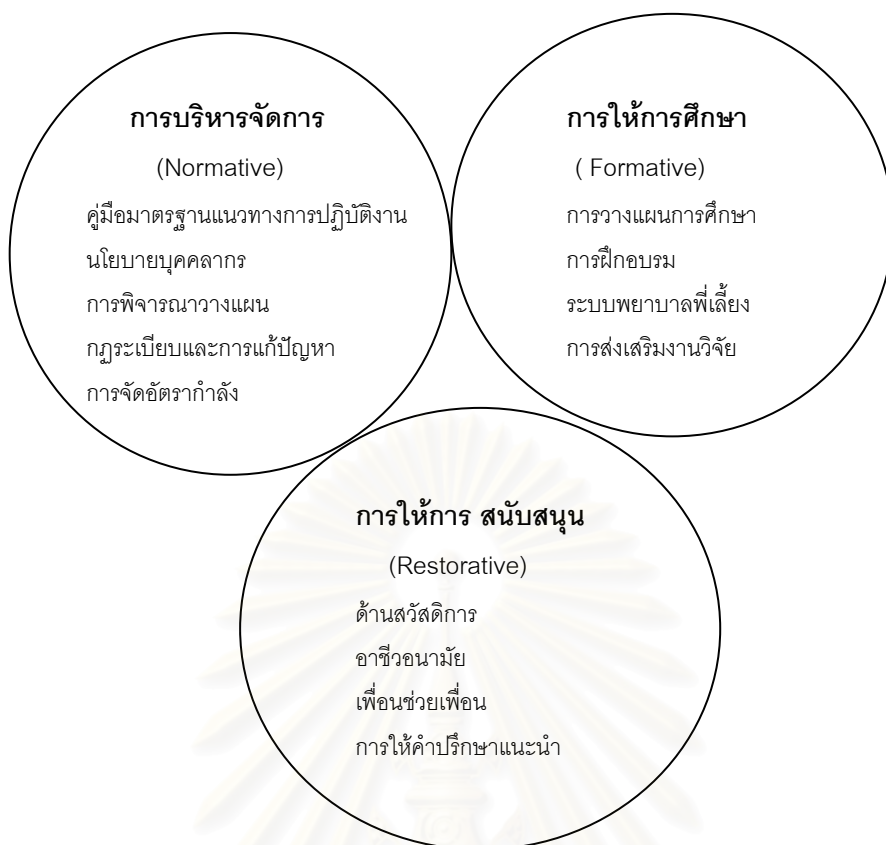 การบริหารจัดการ
(Normative)
คู่มือมาตรฐานแนวทางการปฏิบัติงาน
นโยบายบุคคลากร
การพิจารณาวางแผน
กฏระเบียบและการแก้ปัญหา
การจัดอัตรากำลัง
การให้การศึกษา
( Formative)
การวางแผนการศึกษา
การฝึกอบรม
ระบบพยาบาลพี่เลี้ยง
การส่งเสริมงานวิจัย
การให้การ สนับสนุน
(Restorative)
ด้านสวัสดิการ
อาชีวอนามัย
เพื่อนช่วยเพื่อน
การให้คำปรึกษาแนะนำ